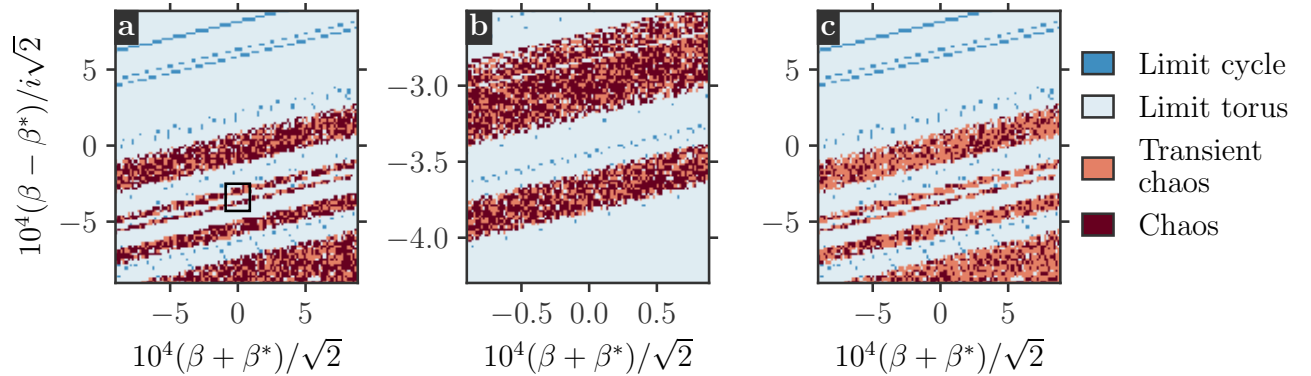 a
b
c
5
0
−5
−5
0
5
10⁴(β − β*)/i√2
10⁴(β + β*)/√2
−3.0
−3.5
−4.0
−0.5
0.0
0.5
10⁴(β + β*)/√2
5
0
−5
−5
0
5
10⁴(β + β*)/√2
Limit cycle
Limit torus
Transient
chaos
Chaos